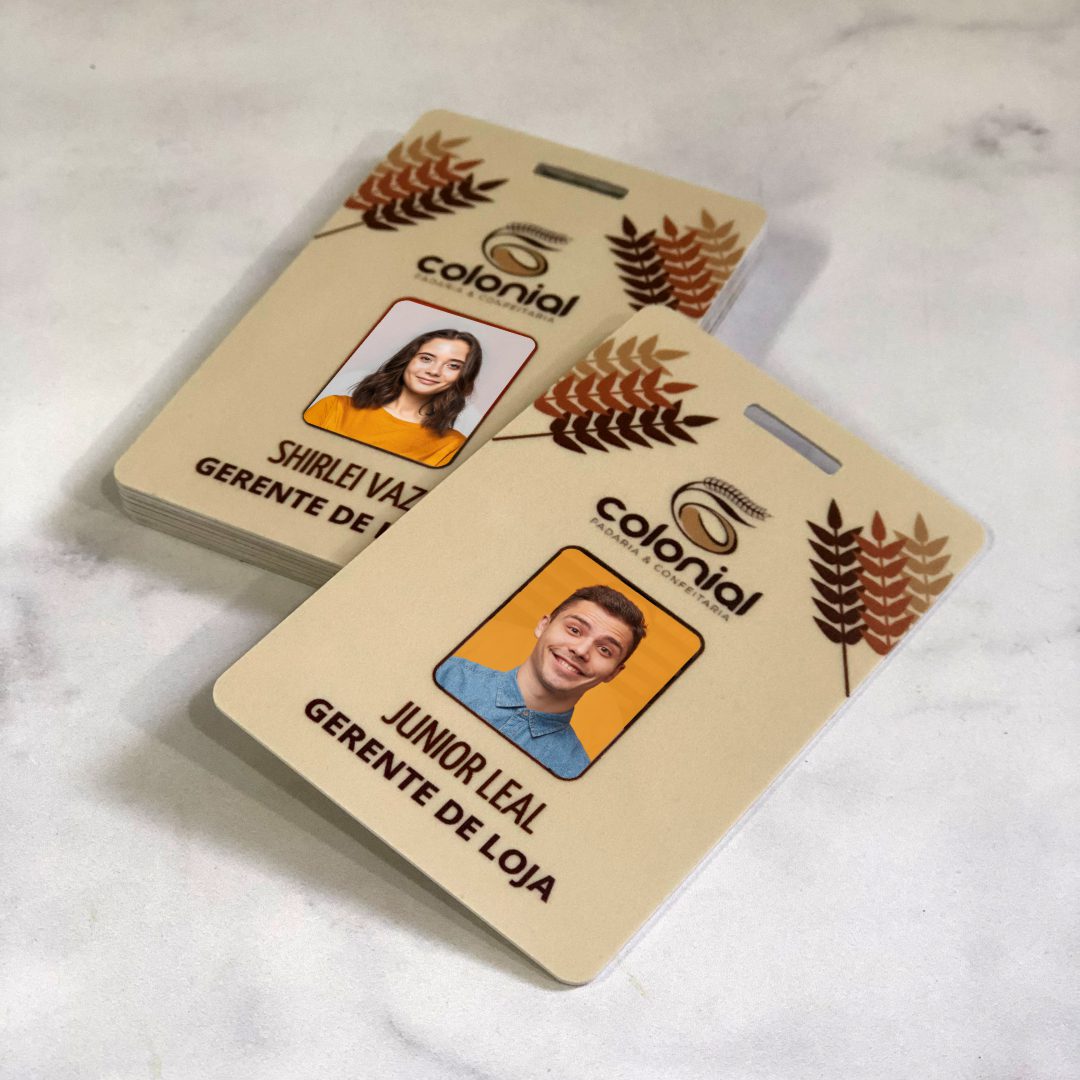 colonial
PADARIA & CONFEITARIA
SHIRLEI VAZ
GERENTE DE
colonial
PADARIA & CONFEITARIA
JUNIOR LEAL
GERENTE DE LOJA